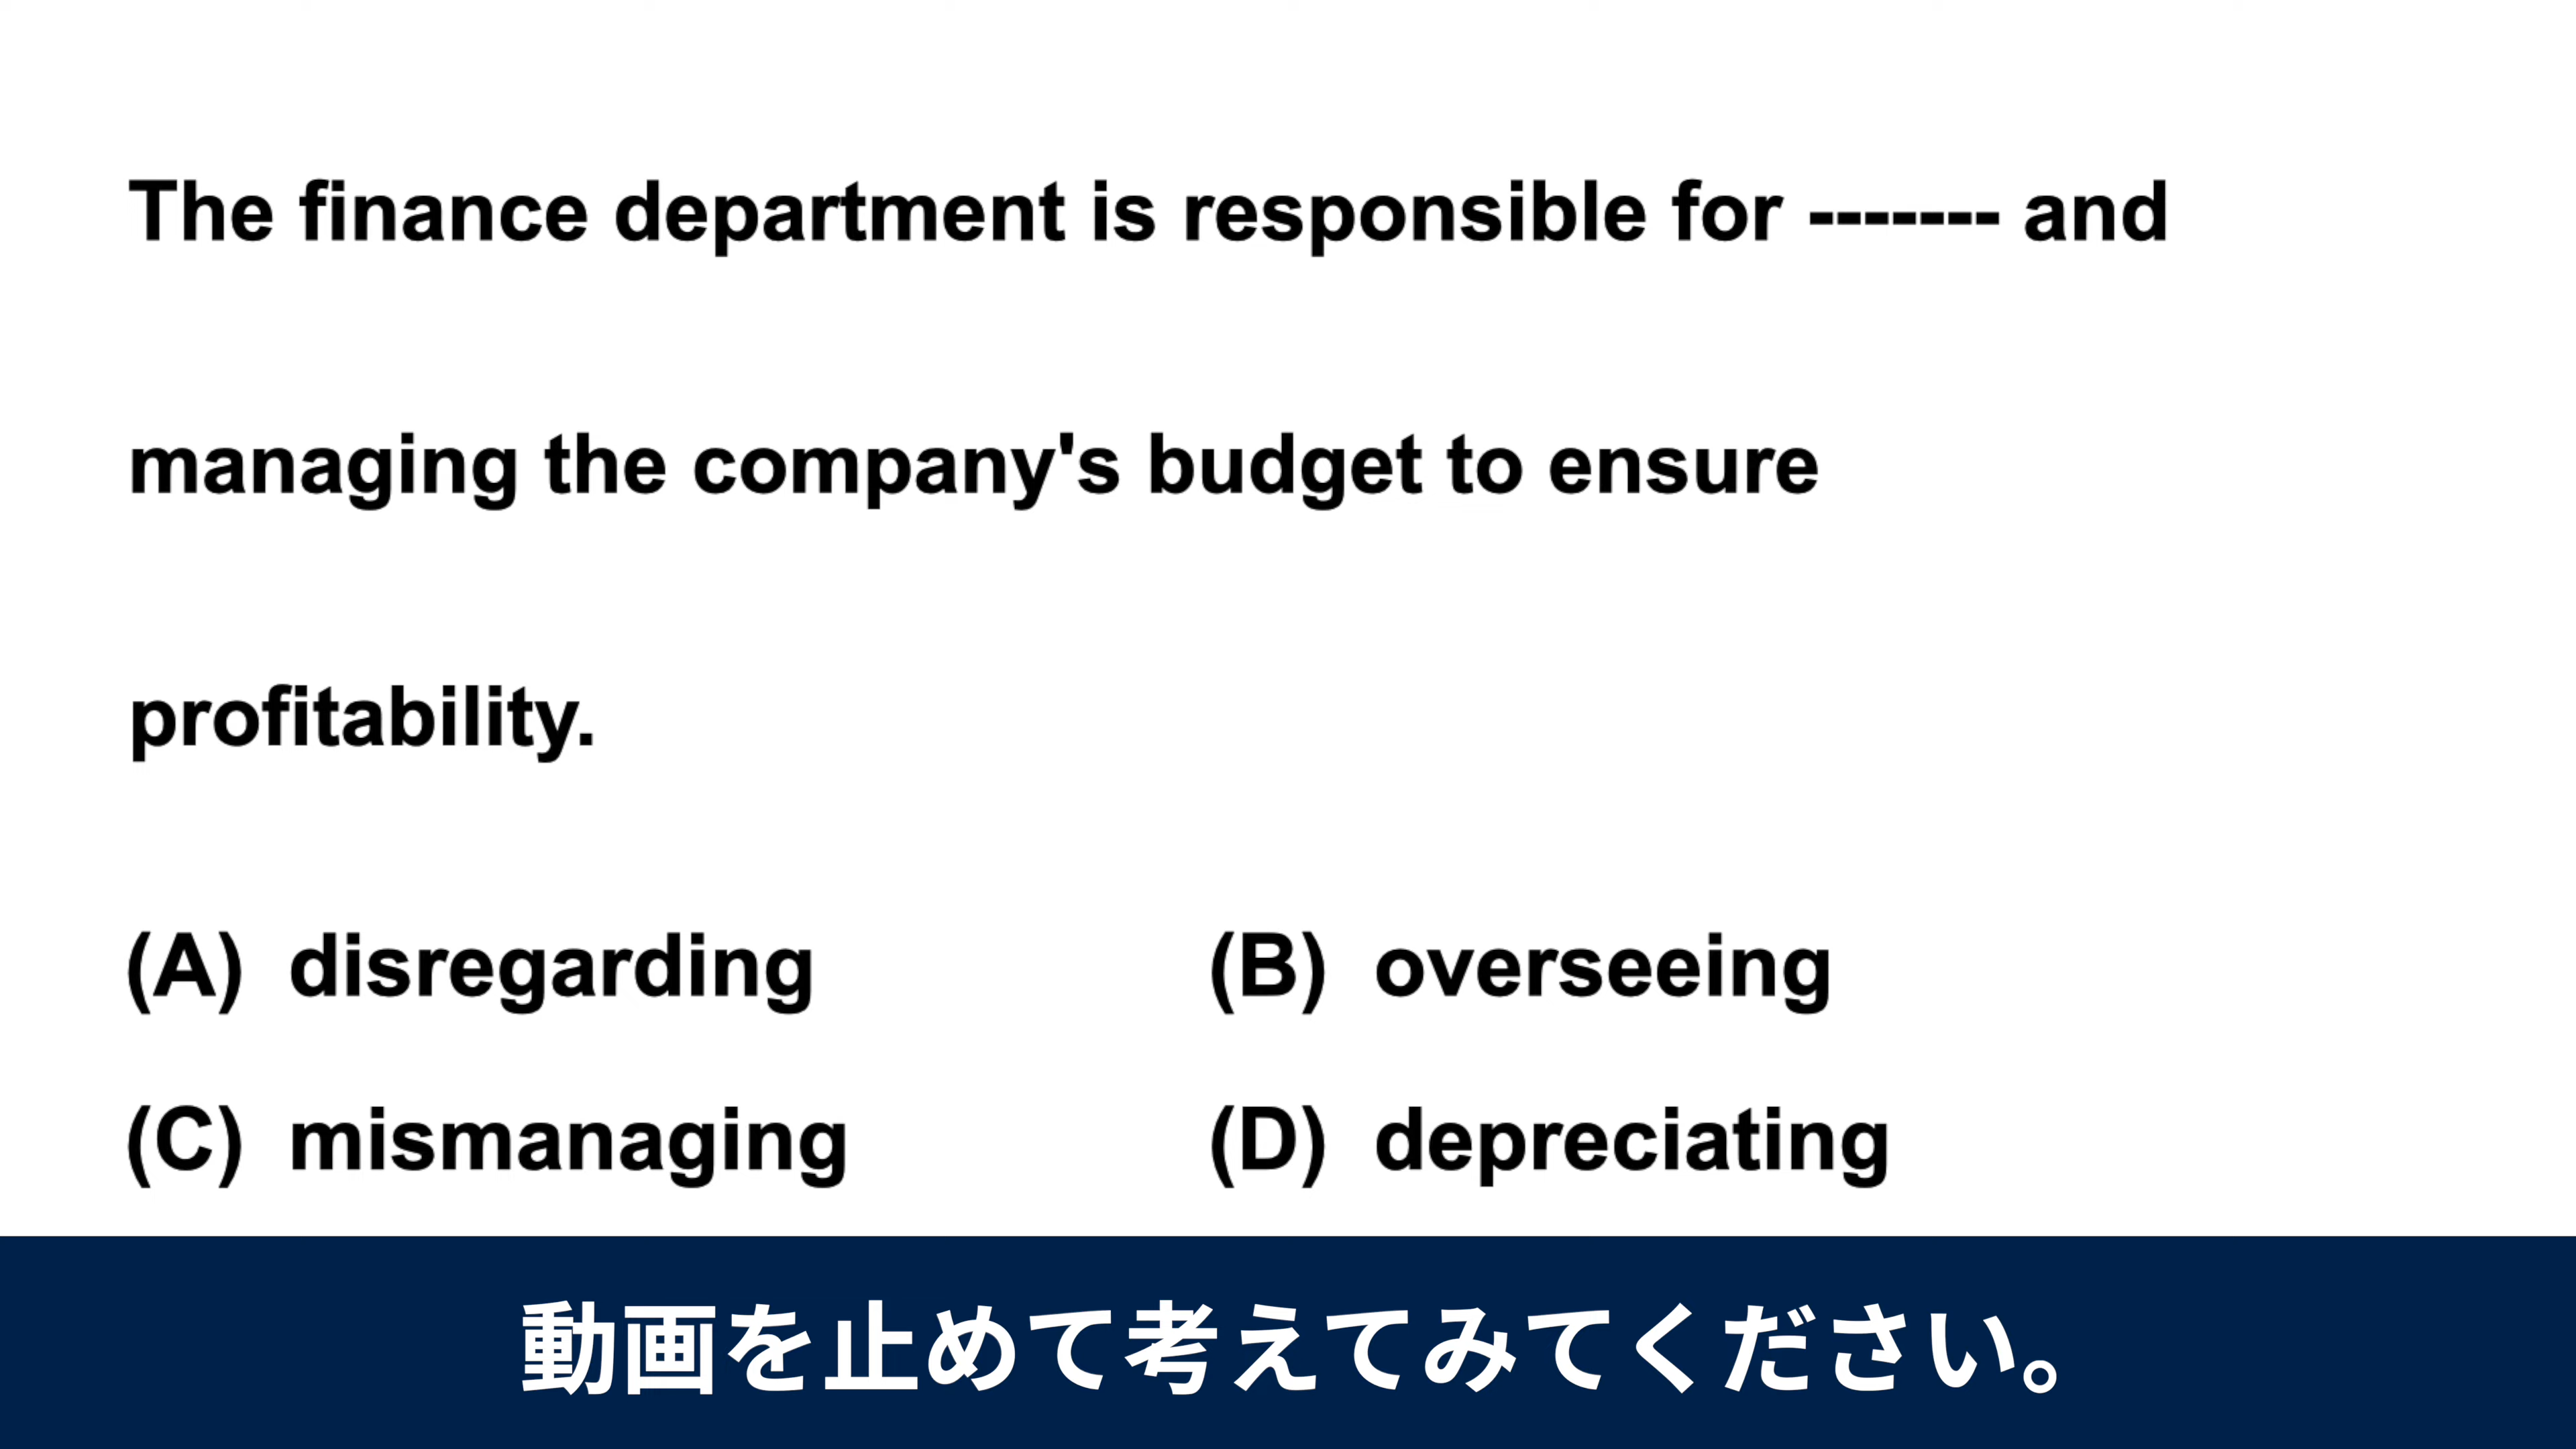 The finance department is responsible for ------- and
managing the company's budget to ensure
profitability.
(A) disregarding (B) overseeing
(C) mismanaging (D) depreciating
動画を止めて考えてみてください。